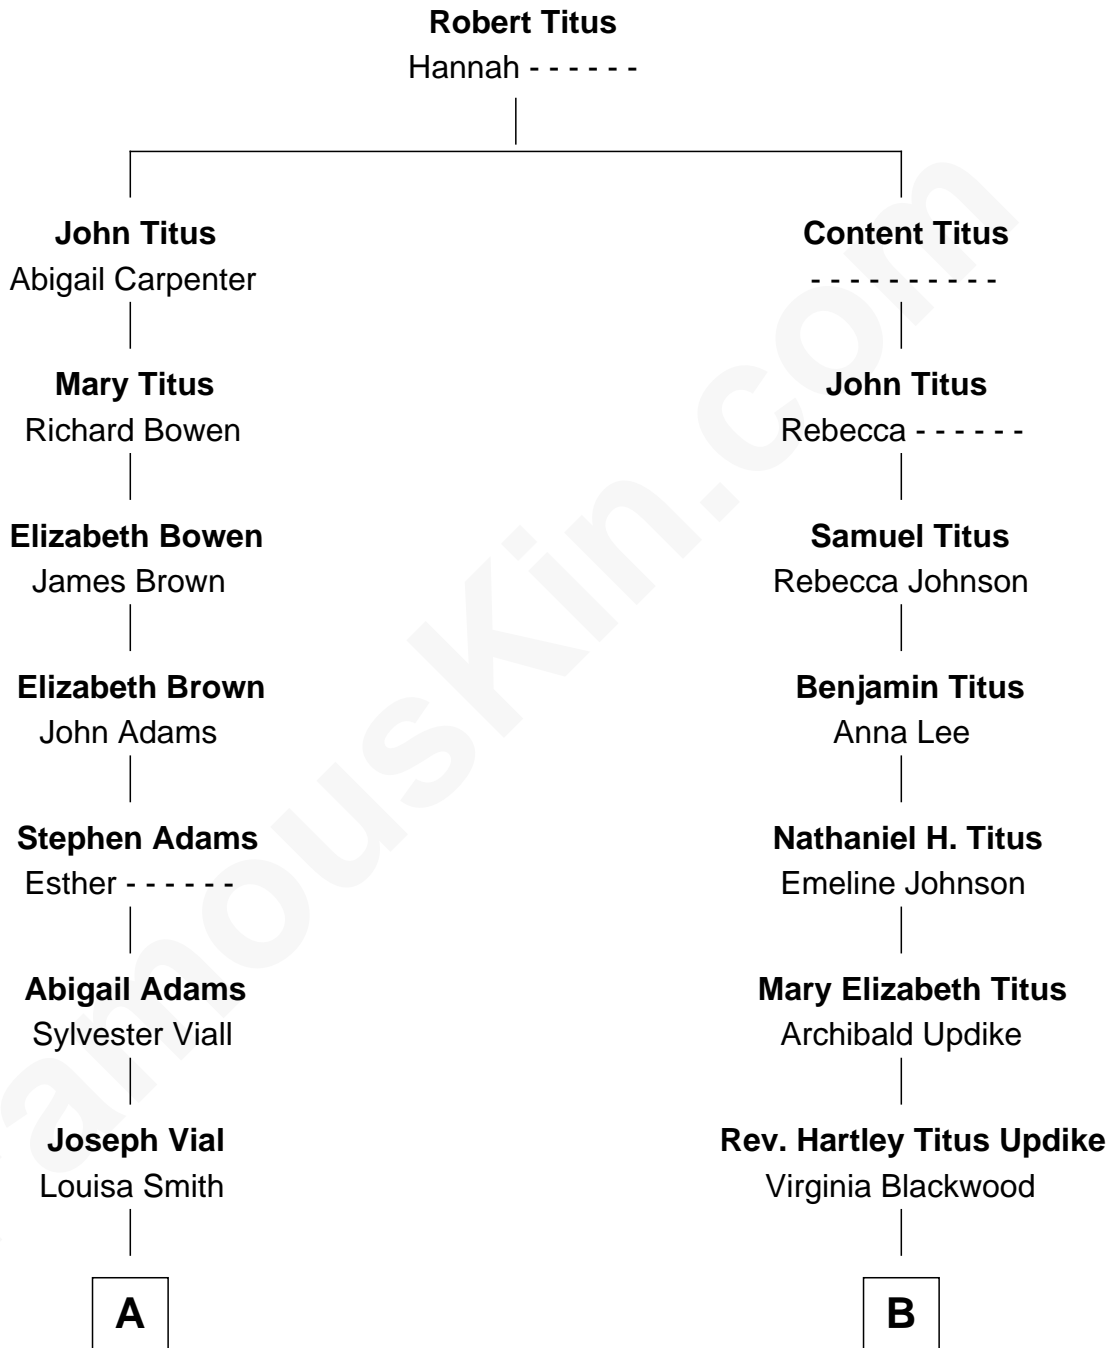 Robert Titus
Hannah - - - - - -
John Titus
Abigail Carpenter
Content Titus
- - - - - - - - - -
Mary Titus
Richard Bowen
John Titus
Rebecca - - - - - -
Elizabeth Bowen
James Brown
Samuel Titus
Rebecca Johnson
Elizabeth Brown
John Adams
Benjamin Titus
Anna Lee
Stephen Adams
Esther - - - - - -
Nathaniel H. Titus
Emeline Johnson
Abigail Adams
Sylvester Viall
Mary Elizabeth Titus
Archibald Updike
Joseph Vial
Louisa Smith
Rev. Hartley Titus Updike
Virginia Blackwood
A
B
amousKin.com